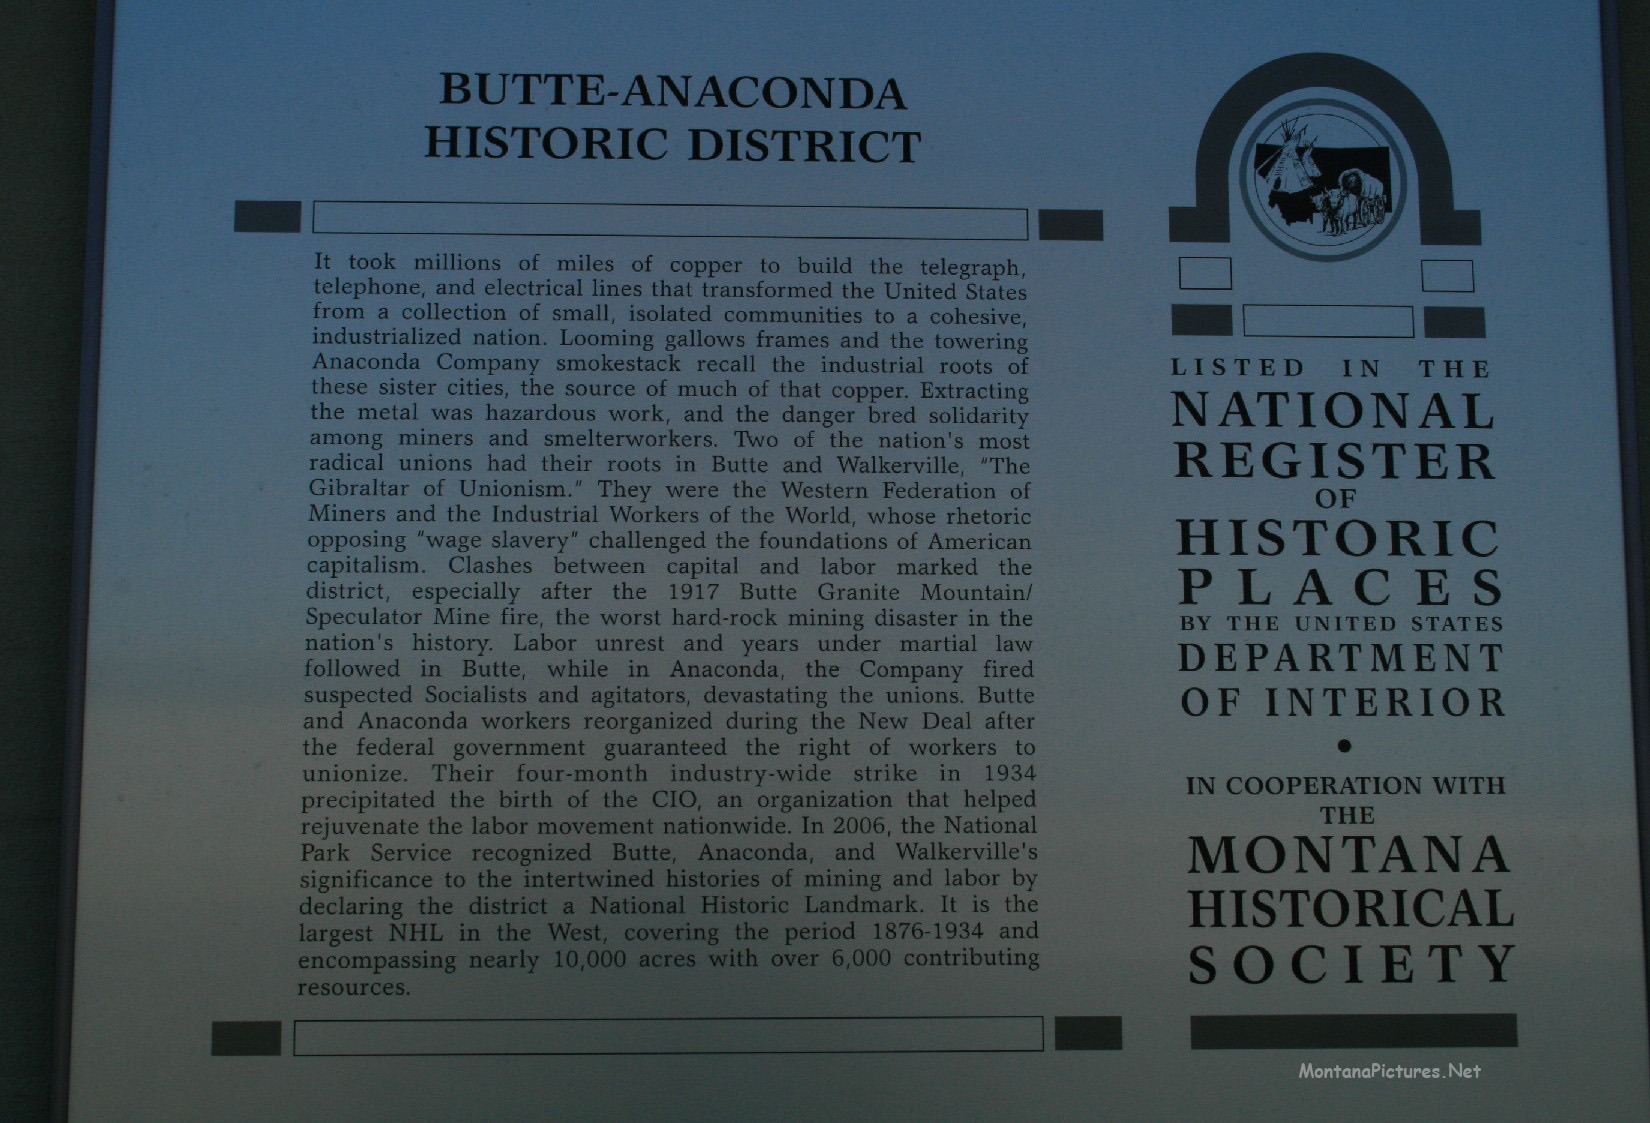 BUTTE-ANACONDA
HISTORIC DISTRICT
It took millions of miles of copper to build the telegraph,
telephone, and electrical lines that transformed the United States
from a collection of small, isolated communities to a cohesive,
industrialized nation. Looming gallows frames and the towering
Anaconda Company smokestack recall the industrial roots of
these sister cities, the source of much of that copper. Extracting
the metal was hazardous work, and the danger bred solidarity
among miners and smelterworkers. Two of the nation's most
radical unions had their roots in Butte and Walkerville, "The
Gibraltar of Unionism." They were the Western Federation of
Miners and the Industrial Workers of the World, whose rhetoric
opposing "wage slavery" challenged the foundations of American
capitalism. Clashes between capital and labor marked the
district, especially after the 1917 Butte Granite Mountain/
Speculator Mine fire, the worst hard-rock mining disaster in the
nation's history. Labor unrest and years under martial law
followed in Butte, while in Anaconda, the Company fired
suspected Socialists and agitators, devastating the unions. Butte
and Anaconda workers reorganized during the New Deal after
the federal government guaranteed the right of workers to
unionize. Their four-month industry-wide strike in 1934
precipitated the birth of the CIO, an organization that helped
rejuvenate the labor movement nationwide. In 2006, the National
Park Service recognized Butte, Anaconda, and Walkerville's
significance to the intertwined histories of mining and labor by
declaring the district a National Historic Landmark. It is the
largest NHL in the West, covering the period 1876-1934 and
encompassing nearly 10,000 acres with over 6,000 contributing
resources.
LISTED IN THE
NATIONAL
REGISTER
OF
HISTORIC
PLACES
BY THE UNITED STATES
DEPARTMENT
OF INTERIOR
•
IN COOPERATION WITH
THE
MONTANA
HISTORICAL
SOCIETY
MontanaPictures.Net